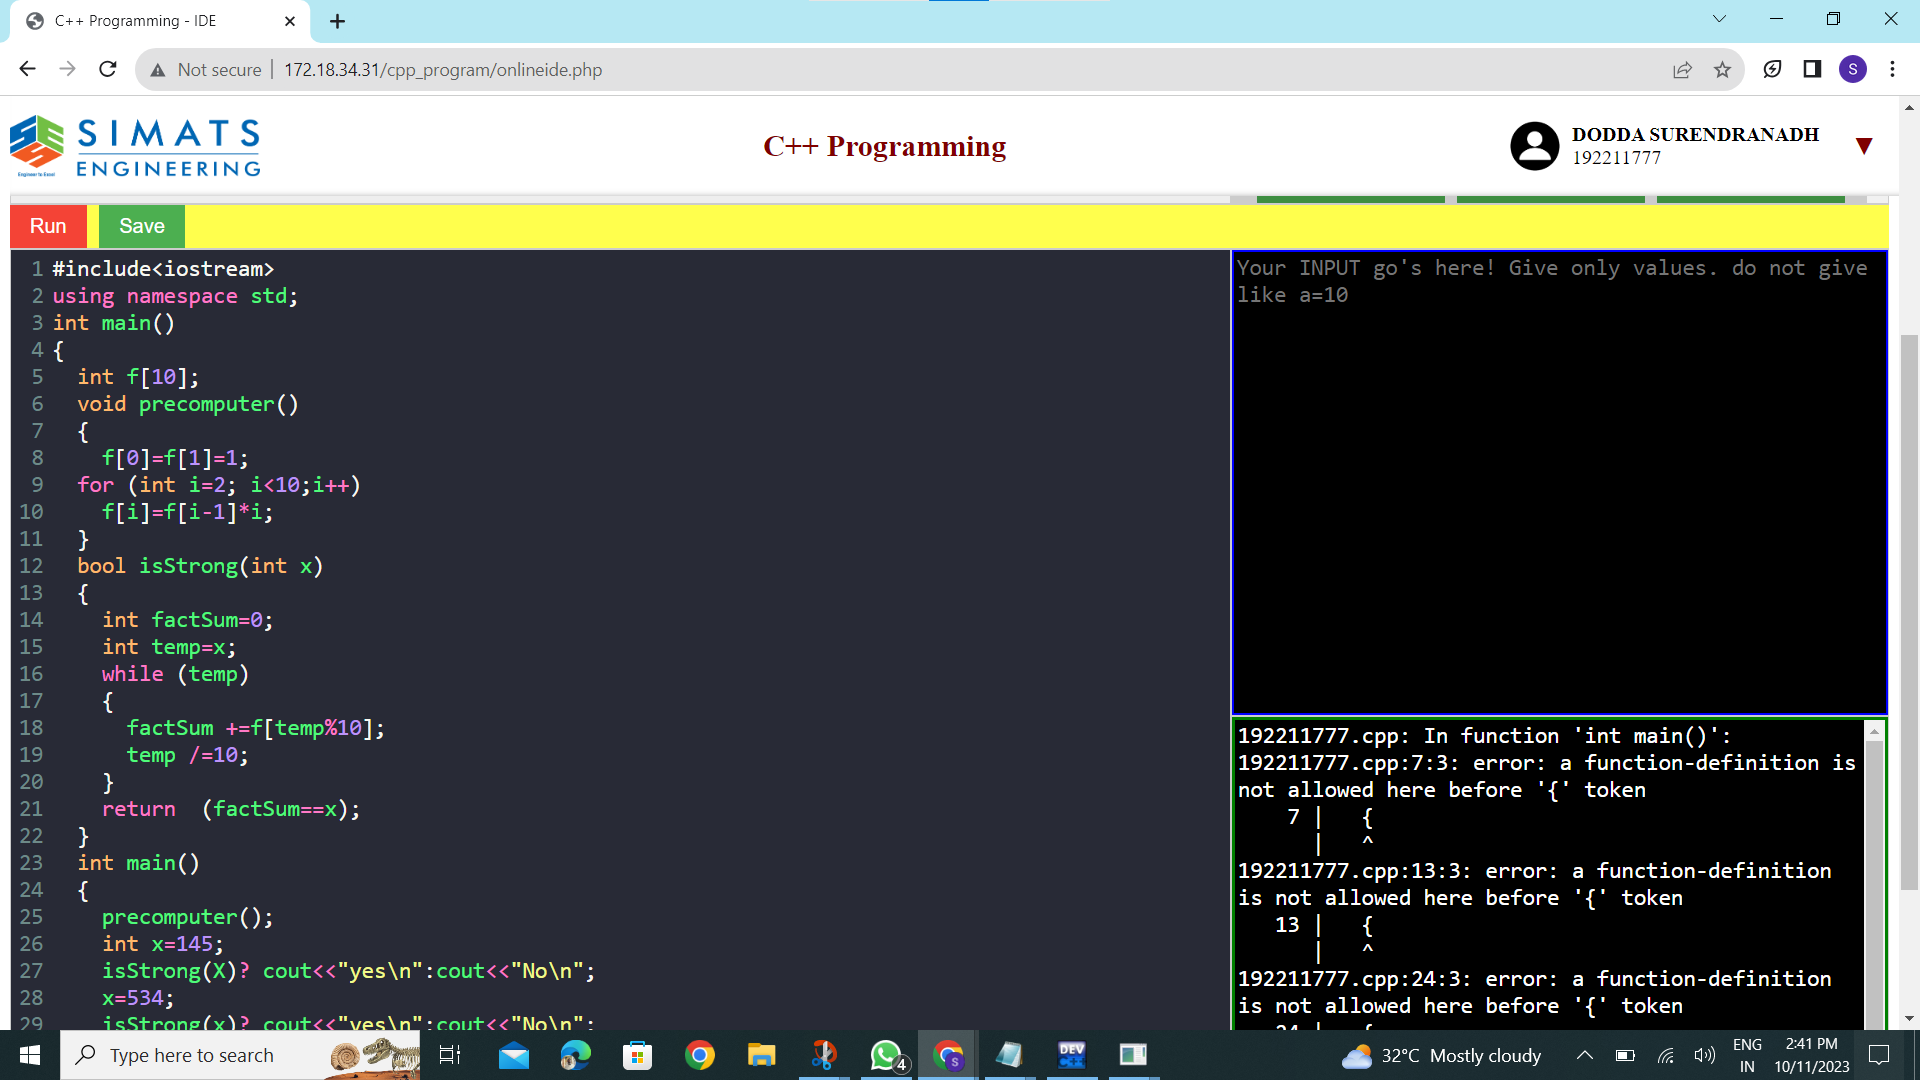 C++ Programming - IDE
Not secure
172.18.34.31/cpp_program/onlineide.php
S
SIMATS
ENGINEERING
Engineer to Excel
C++ Programming
DODDA SURENDRANADH
192211777
Run
Save
1 #include<iostream>
2 using namespace std;
3 int main()
4 {
5   int f[10];
6   void precomputer()
7   {
8     f[0]=f[1]=1;
9   for (int i=2; i<10;i++)
10     f[i]=f[i-1]*i;
11   }
12   bool isStrong(int x)
13   {
14     int factSum=0;
15     int temp=x;
16     while (temp)
17     {
18       factSum +=f[temp%10];
19       temp /=10;
20     }
21     return  (factSum==x);
22   }
23   int main()
24   {
25     precomputer();
26     int x=145;
27     isStrong(X)? cout<<"yes\n":cout<<"No\n";
28     x=534;
29     isStrong(x)? cout<<"yes\n":cout<<"No\n";
Your INPUT go's here! Give only values. do not give
like a=10
192211777.cpp: In function 'int main()':
192211777.cpp:7:3: error: a function-definition is
not allowed here before '{' token
    7 |   {
      |   ^
192211777.cpp:13:3: error: a function-definition
is not allowed here before '{' token
   13 |   {
      |   ^
192211777.cpp:24:3: error: a function-definition
is not allowed here before '{' token
   24 |   {
Type here to search
4
S
DEV
C++
32°C Mostly cloudy
ENG
IN
2:41 PM
10/11/2023